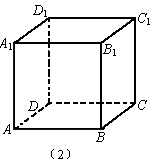 D₁ C₁
A₁ B₁
D C
A B
（2）